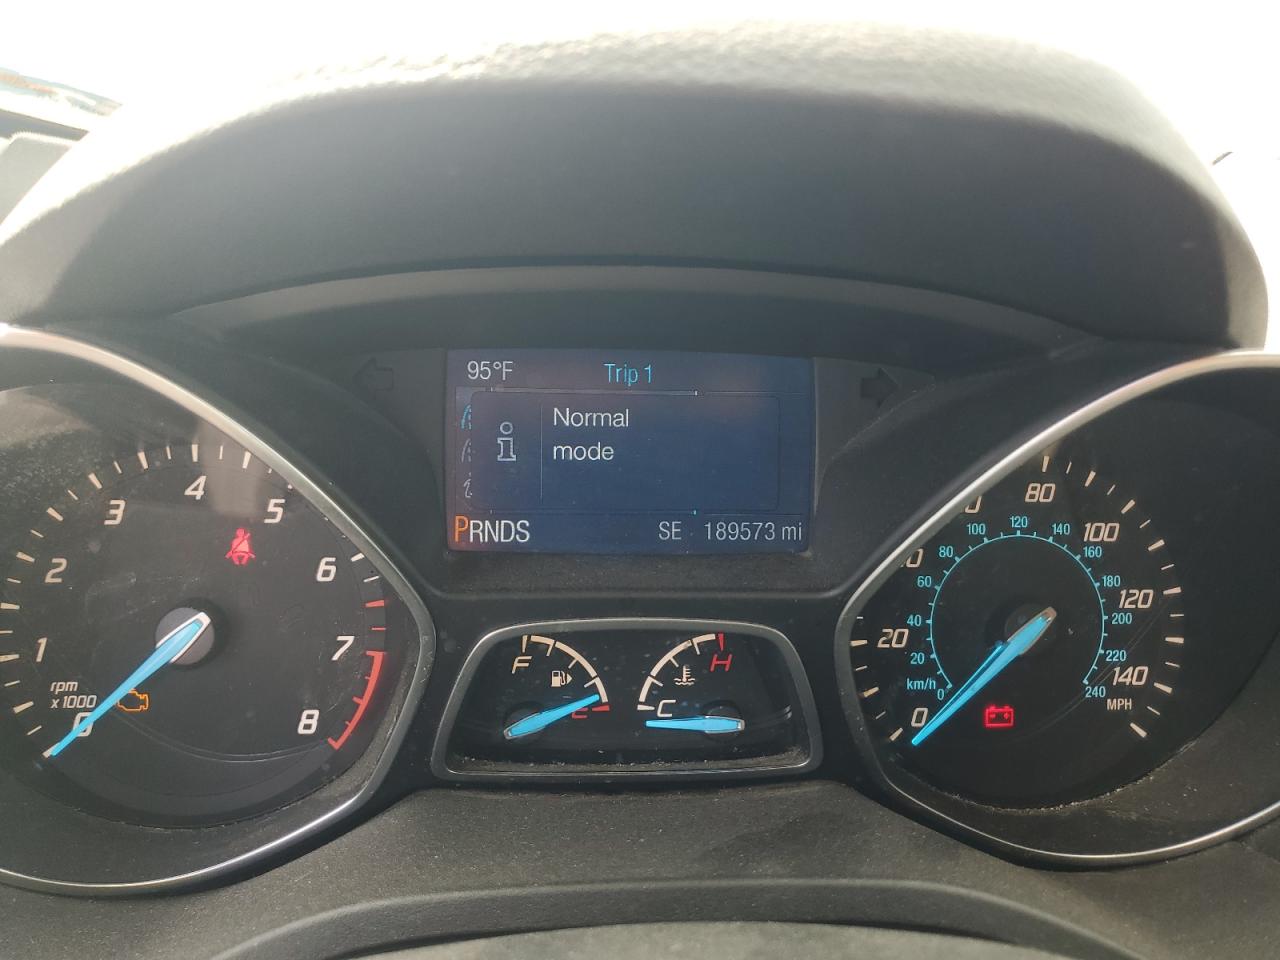 95°F Trip 1
Normal
mode
PRNDS SE 189573 mi
0 1 2 3 4 5 6 7 8
rpm
x 1000
F E
C H
0 20 80 100 120 140
MPH
0 20 40 60 80 100 120 140 160 180 200 220 240
km/h